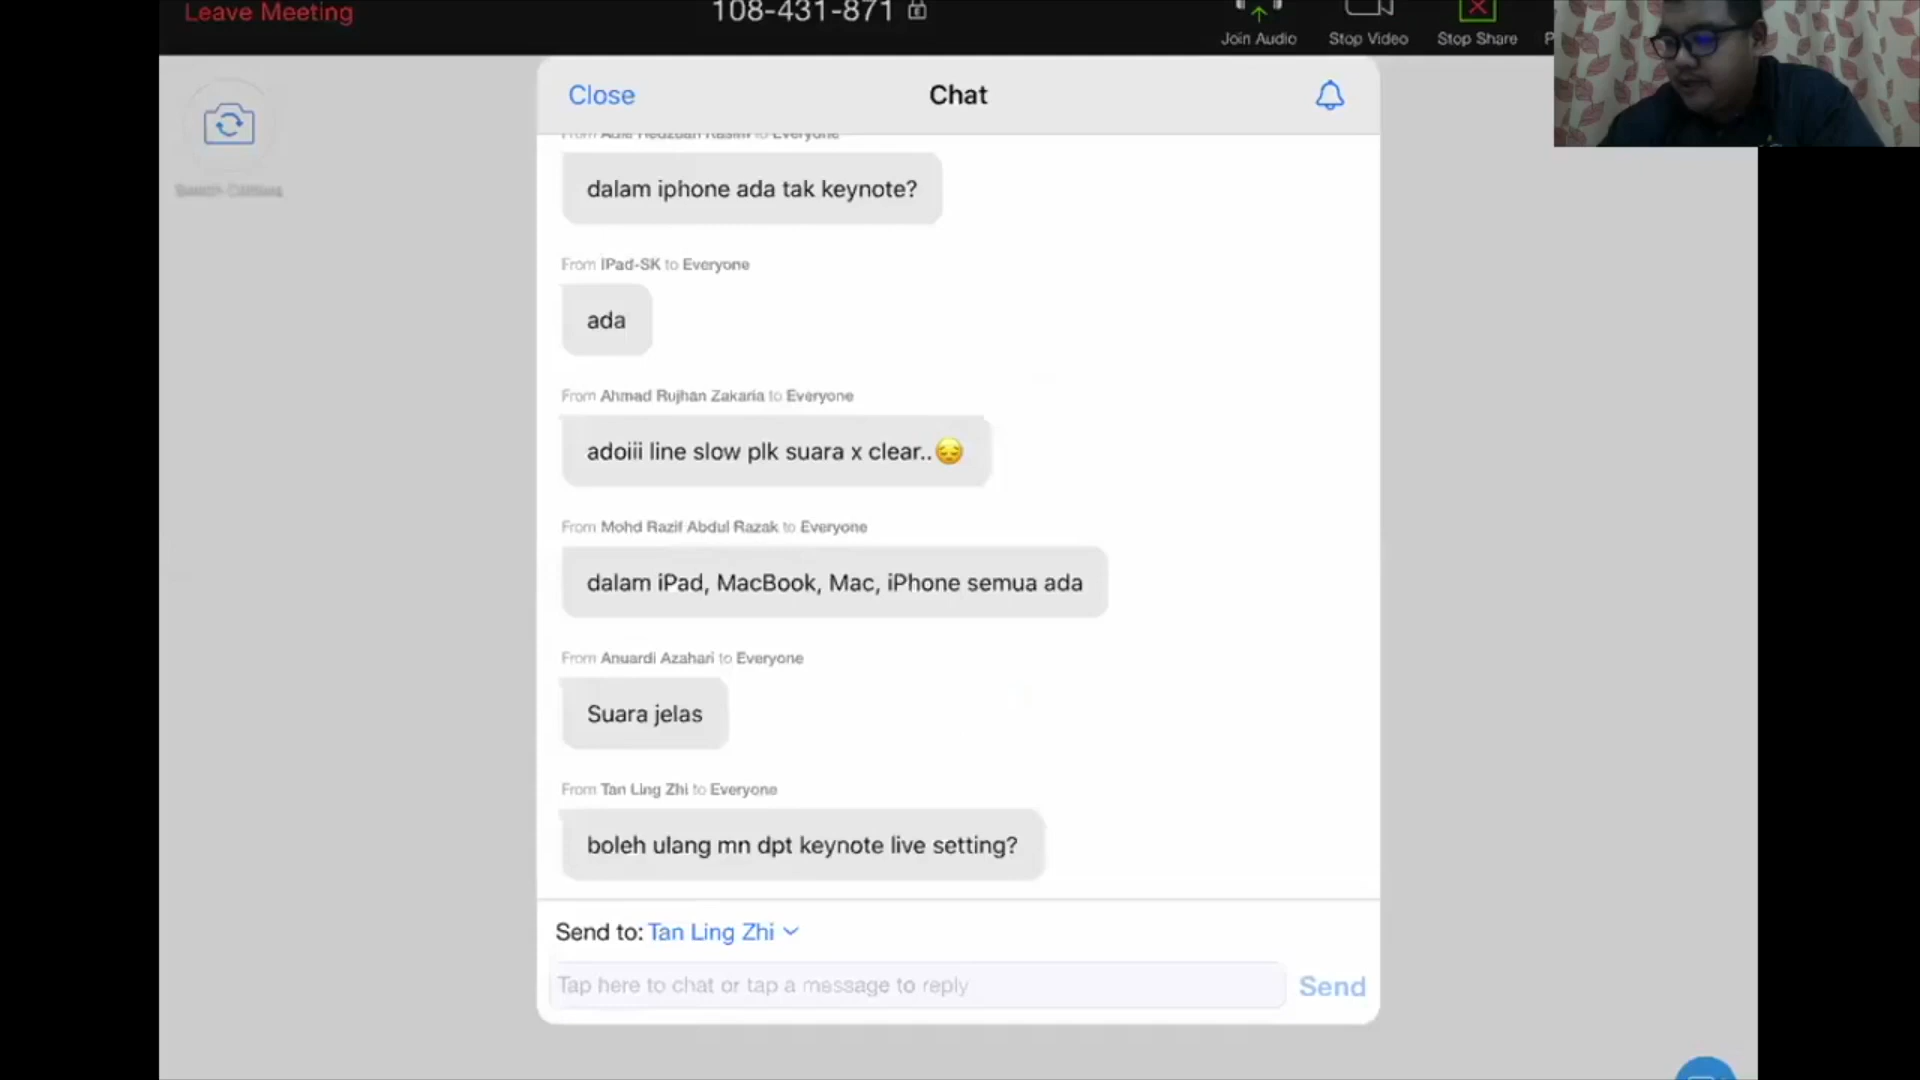 Leave Meeting
108-431-871
Join Audio
Stop Video
Stop Share
Close
Chat
to Everyone
dalam iphone ada tak keynote?
From iPad-SK to Everyone
ada
From Ahmad Rujhan Zakaria to Everyone
adoiii line slow plk suara x clear..😔
From Mohd Razif Abdul Razak to Everyone
dalam iPad, MacBook, Mac, iPhone semua ada
From Anuardi Azahari to Everyone
Suara jelas
From Tan Ling Zhi to Everyone
boleh ulang mn dpt keynote live setting?
Send to: Tan Ling Zhi
Tap here to chat or tap a message to reply
Send